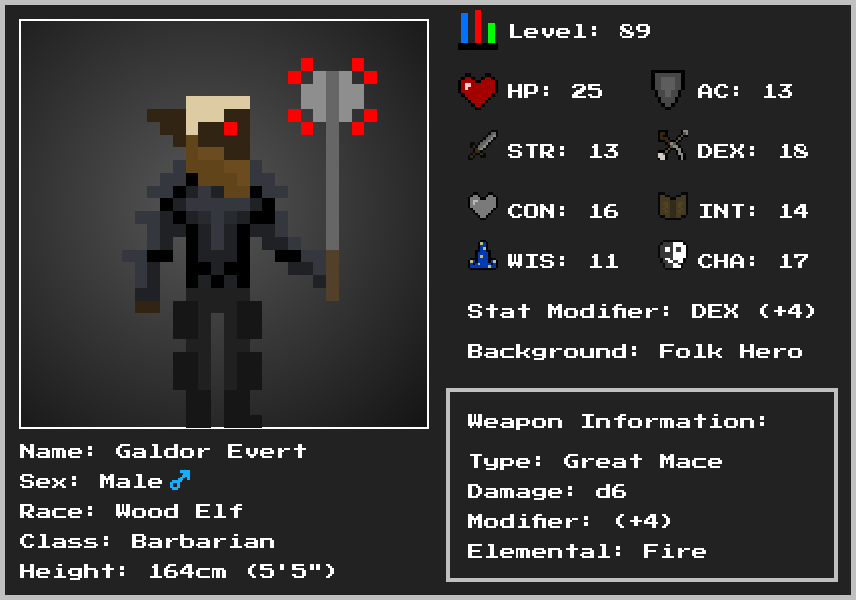 Level: 89
HP: 25
AC: 13
STR: 13
DEX: 18
CON: 16
INT: 14
WIS: 11
CHA: 17
Stat Modifier: DEX (+4)
Background: Folk Hero
Weapon Information:
Type: Great Mace
Damage: d6
Modifier: (+4)
Elemental: Fire
Name: Galdor Evert
Sex: Male♂
Race: Wood Elf
Class: Barbarian
Height: 164cm (5'5")